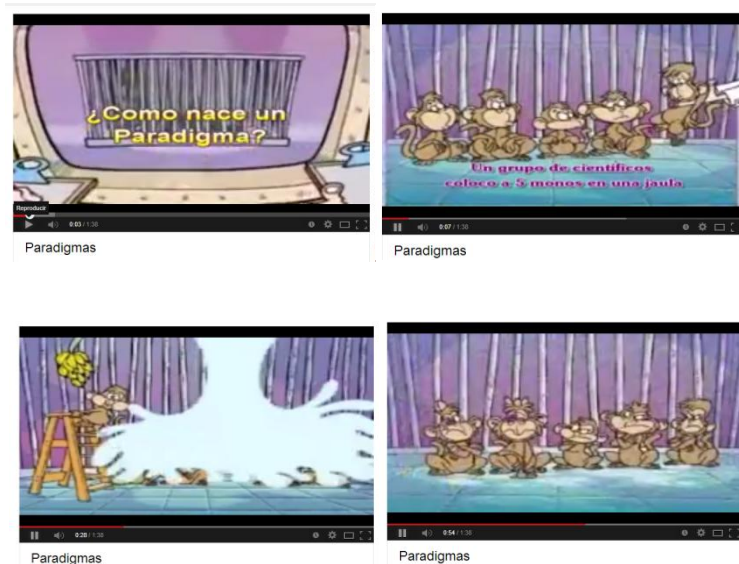 ¿Como nace un
Paradigma?
Reproducir
0:03 / 1:38
Paradigmas
Un grupo de científicos
coloco a 5 monos en una jaula
0:07 / 1:38
Paradigmas
0:28 / 1:38
Paradigmas
0:54 / 1:38
Paradigmas